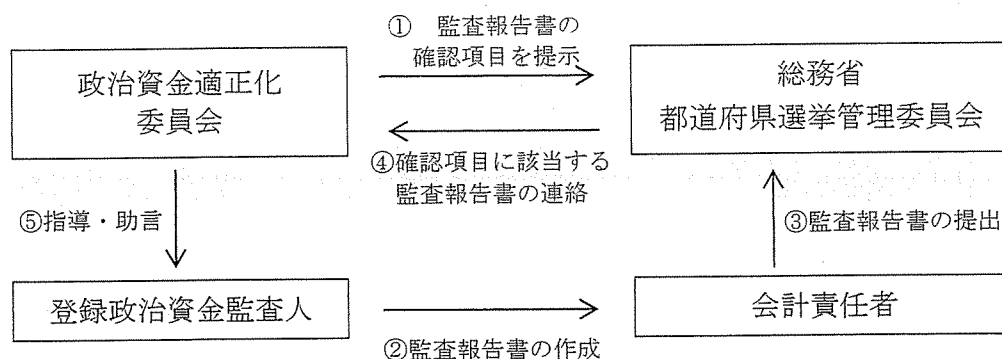 ①　監査報告書の
確認項目を提示
政治資金適正化
委員会
総務省
都道府県選挙管理委員会
④確認項目に該当する
監査報告書の連絡
⑤指導・助言
③監査報告書の提出
登録政治資金監査人
会計責任者
②監査報告書の作成